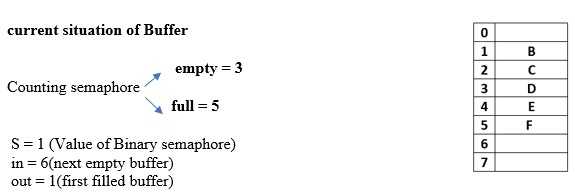 current situation of Buffer
empty = 3
Counting semaphore
full = 5
S = 1 (Value of Binary semaphore)
in = 6(next empty buffer)
out = 1(first filled buffer)
0
1 B
2 C
3 D
4 E
5 F
6
7